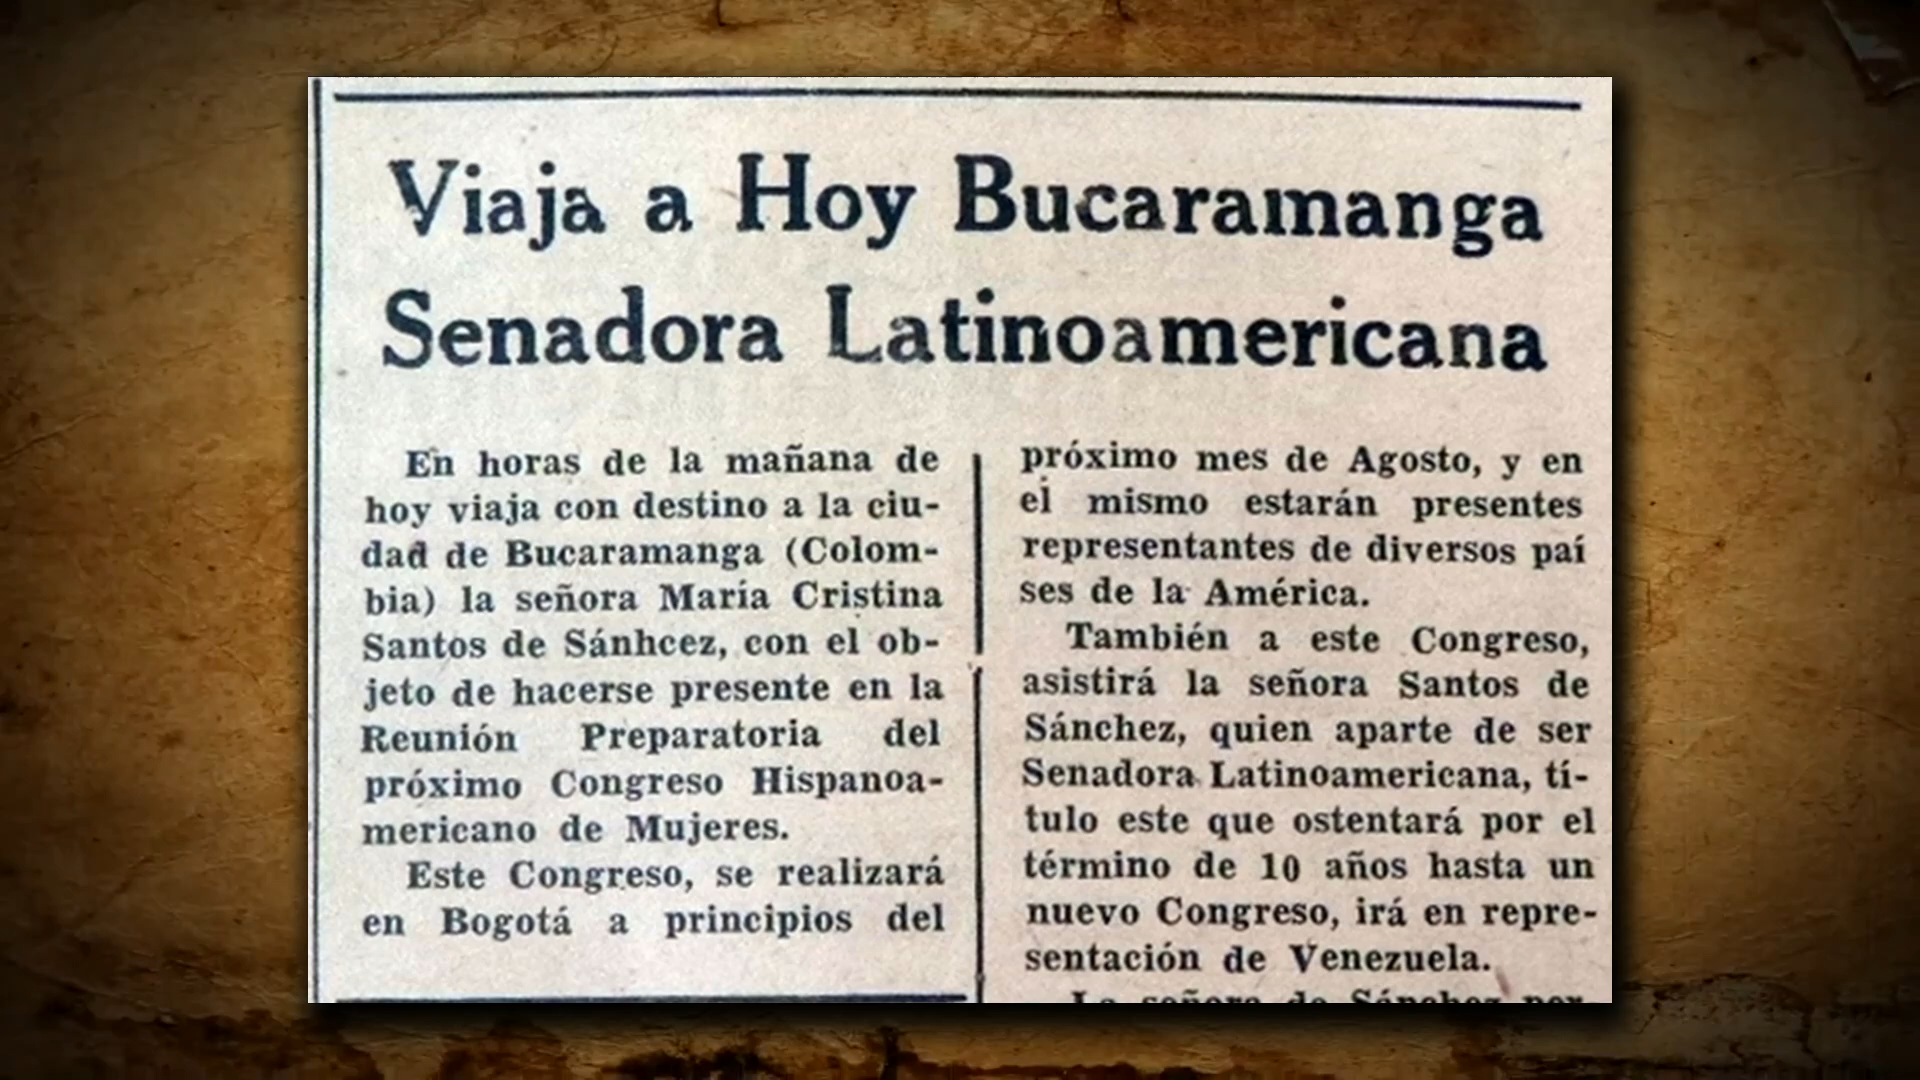 Viaja a Hoy Bucaramanga
Senadora Latinoamericana
En horas de la mañana de
hoy viaja con destino a la ciu-
dad de Bucaramanga (Colom-
bia) la señora María Cristina
Santos de Sánhcez, con el ob-
jeto de hacerse presente en la
Reunión Preparatoria del
próximo Congreso Hispanoa-
mericano de Mujeres.
Este Congreso, se realizará
en Bogotá a principios del
próximo mes de Agosto, y en
el mismo estarán presentes
representantes de diversos paí
ses de la América.
También a este Congreso,
asistirá la señora Santos de
Sánchez, quien aparte de ser
Senadora Latinoamericana, tí-
tulo este que ostentará por el
término de 10 años hasta un
nuevo Congreso, irá en repre-
sentación de Venezuela.
La señora de Sánchez por